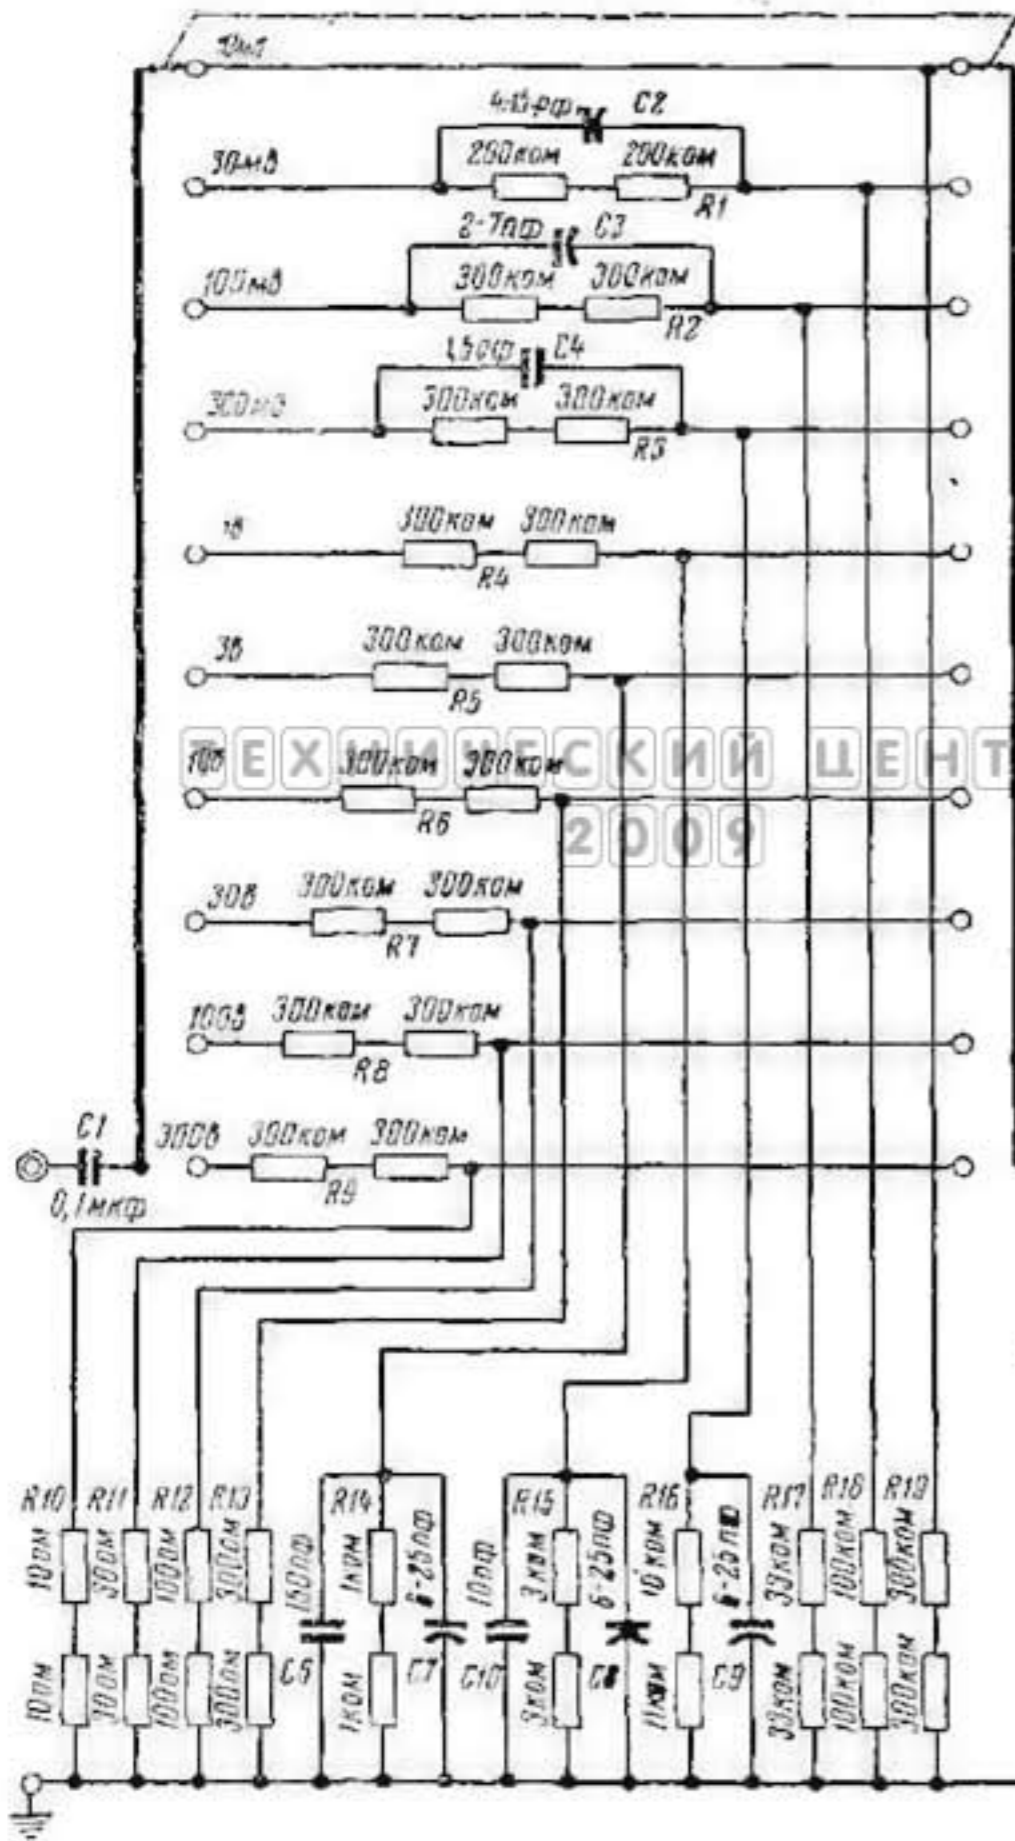 10мв
4-15пф C2
30мв 200ком 200ком
R1
2-7пф C3
100мв 300ком 300ком
R2
1,5пф C4
300мв 300ком 300ком
R3
1в 300ком 300ком
R4
3в 300ком 300ком
R5
ТЕХНИЧЕСКИЙ ЦЕНТ
10в 300ком 300ком
R6
2009
30в 300ком 300ком
R7
100в 300ком 300ком
R8
C1 300в 300ком 300ком
R9
0,1мкф
R10 R11 R12 R13 R14 R15 R16 R17 R18 R19
10ом 30ом 100ом 300ом 150пф 1ком 6-25пф 10пф 3ком 6-25пф 10ком 6-25пф 33ком 100ком 300ком
C6 C7 C10 C8 C9
10ом 30ом 100ом 300ом 1ком 3ком 11ком 33ком 100ком 300ком